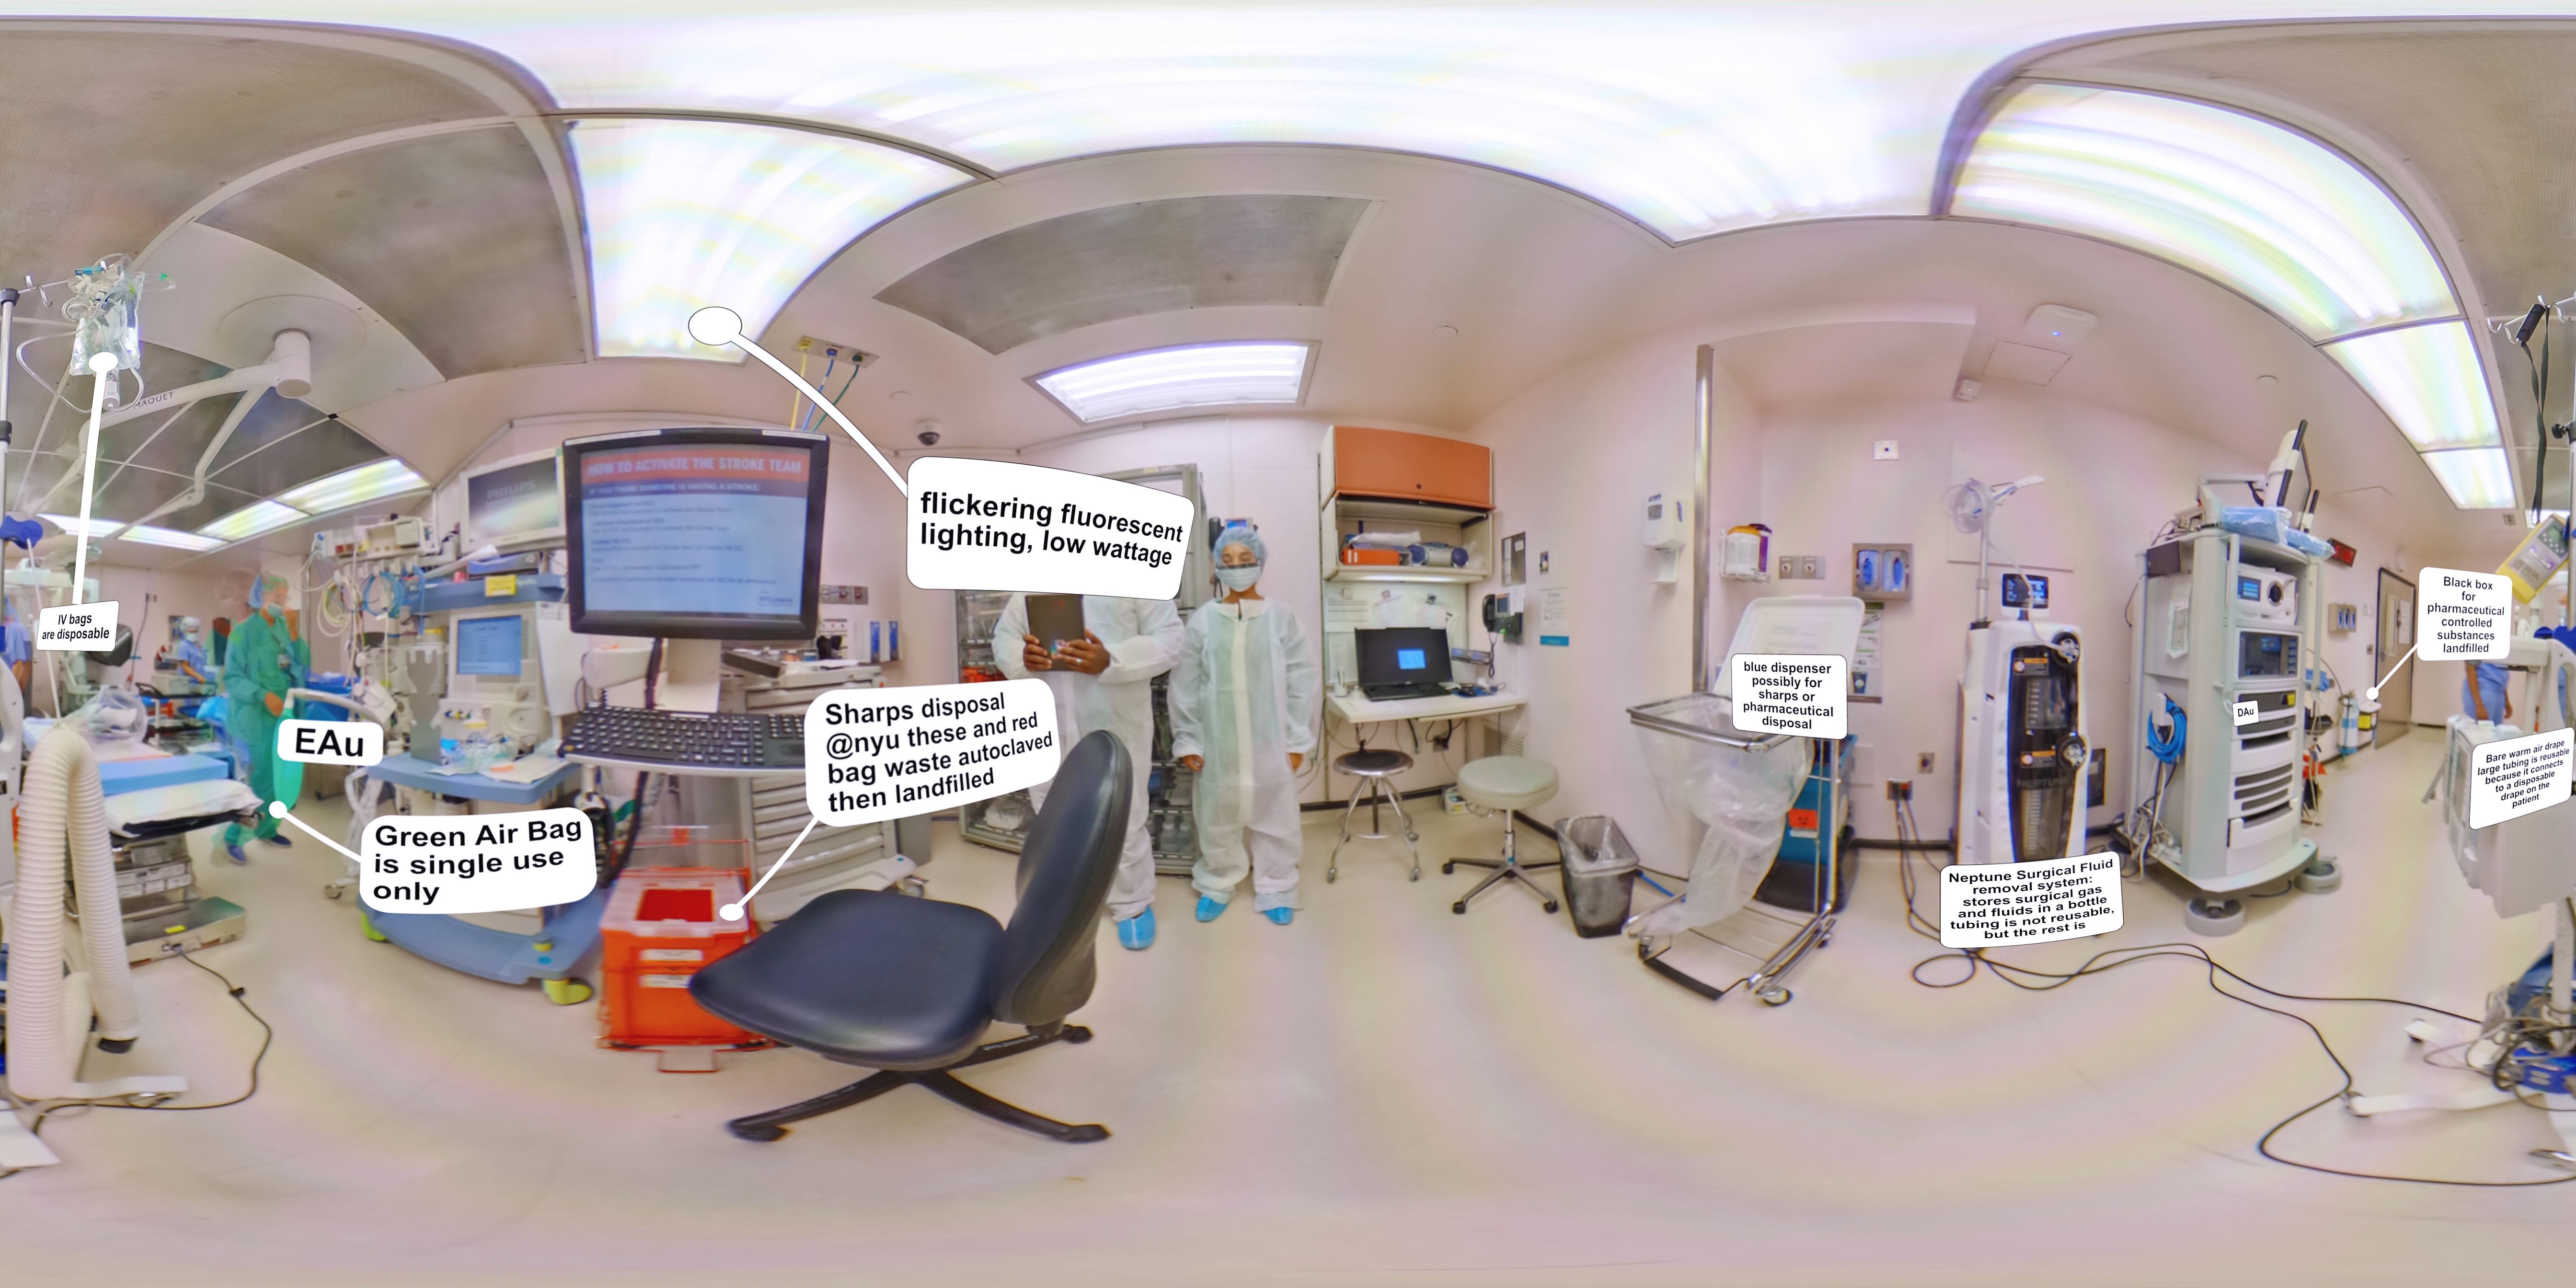 MAQUET
IV bags
are disposable
EAu
Green Air Bag
is single use
only
PHILIPS
HOW TO ACTIVATE THE STROKE TEAM
IF YOU THINK SOMEONE IS HAVING A STROKE:
flickering fluorescent
lighting, low wattage
Sharps disposal
@nyu these and red
bag waste autoclaved
then landfilled
blue dispenser
possibly for
sharps or
pharmaceutical
disposal
NEPTUNE
Neptune Surgical Fluid
removal system:
stores surgical gas
and fluids in a bottle
tubing is not reusable,
but the rest is
DAu
Black box
for
pharmaceutical
controlled
substances
landfilled
Bare warm air drape
large tubing is reusable
because it connects
to a disposable
drape on the
patient